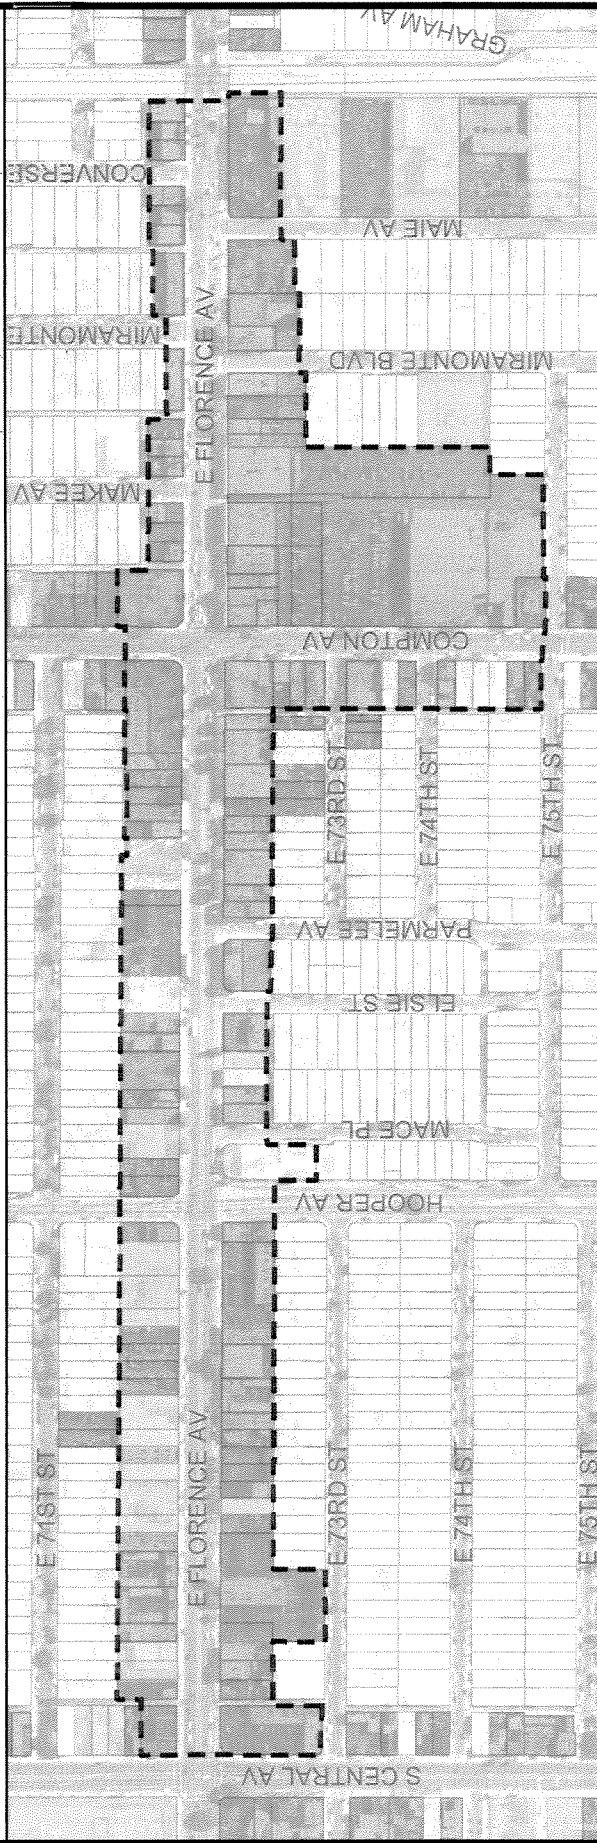 GRAHAM AV
CONVERSE
MAIE AV
MIRAMONTE
MIRAMONTE BLVD
E FLORENCE AV
MAKEE AV
COMPTON AV
E 73RD ST
E 74TH ST
E 75TH ST
PARMELEE AV
ELSIE ST
MACE PL
HOOPER AV
E 71ST ST
E FLORENCE AV
E 73RD ST
E 74TH ST
E 75TH ST
S CENTRAL AV